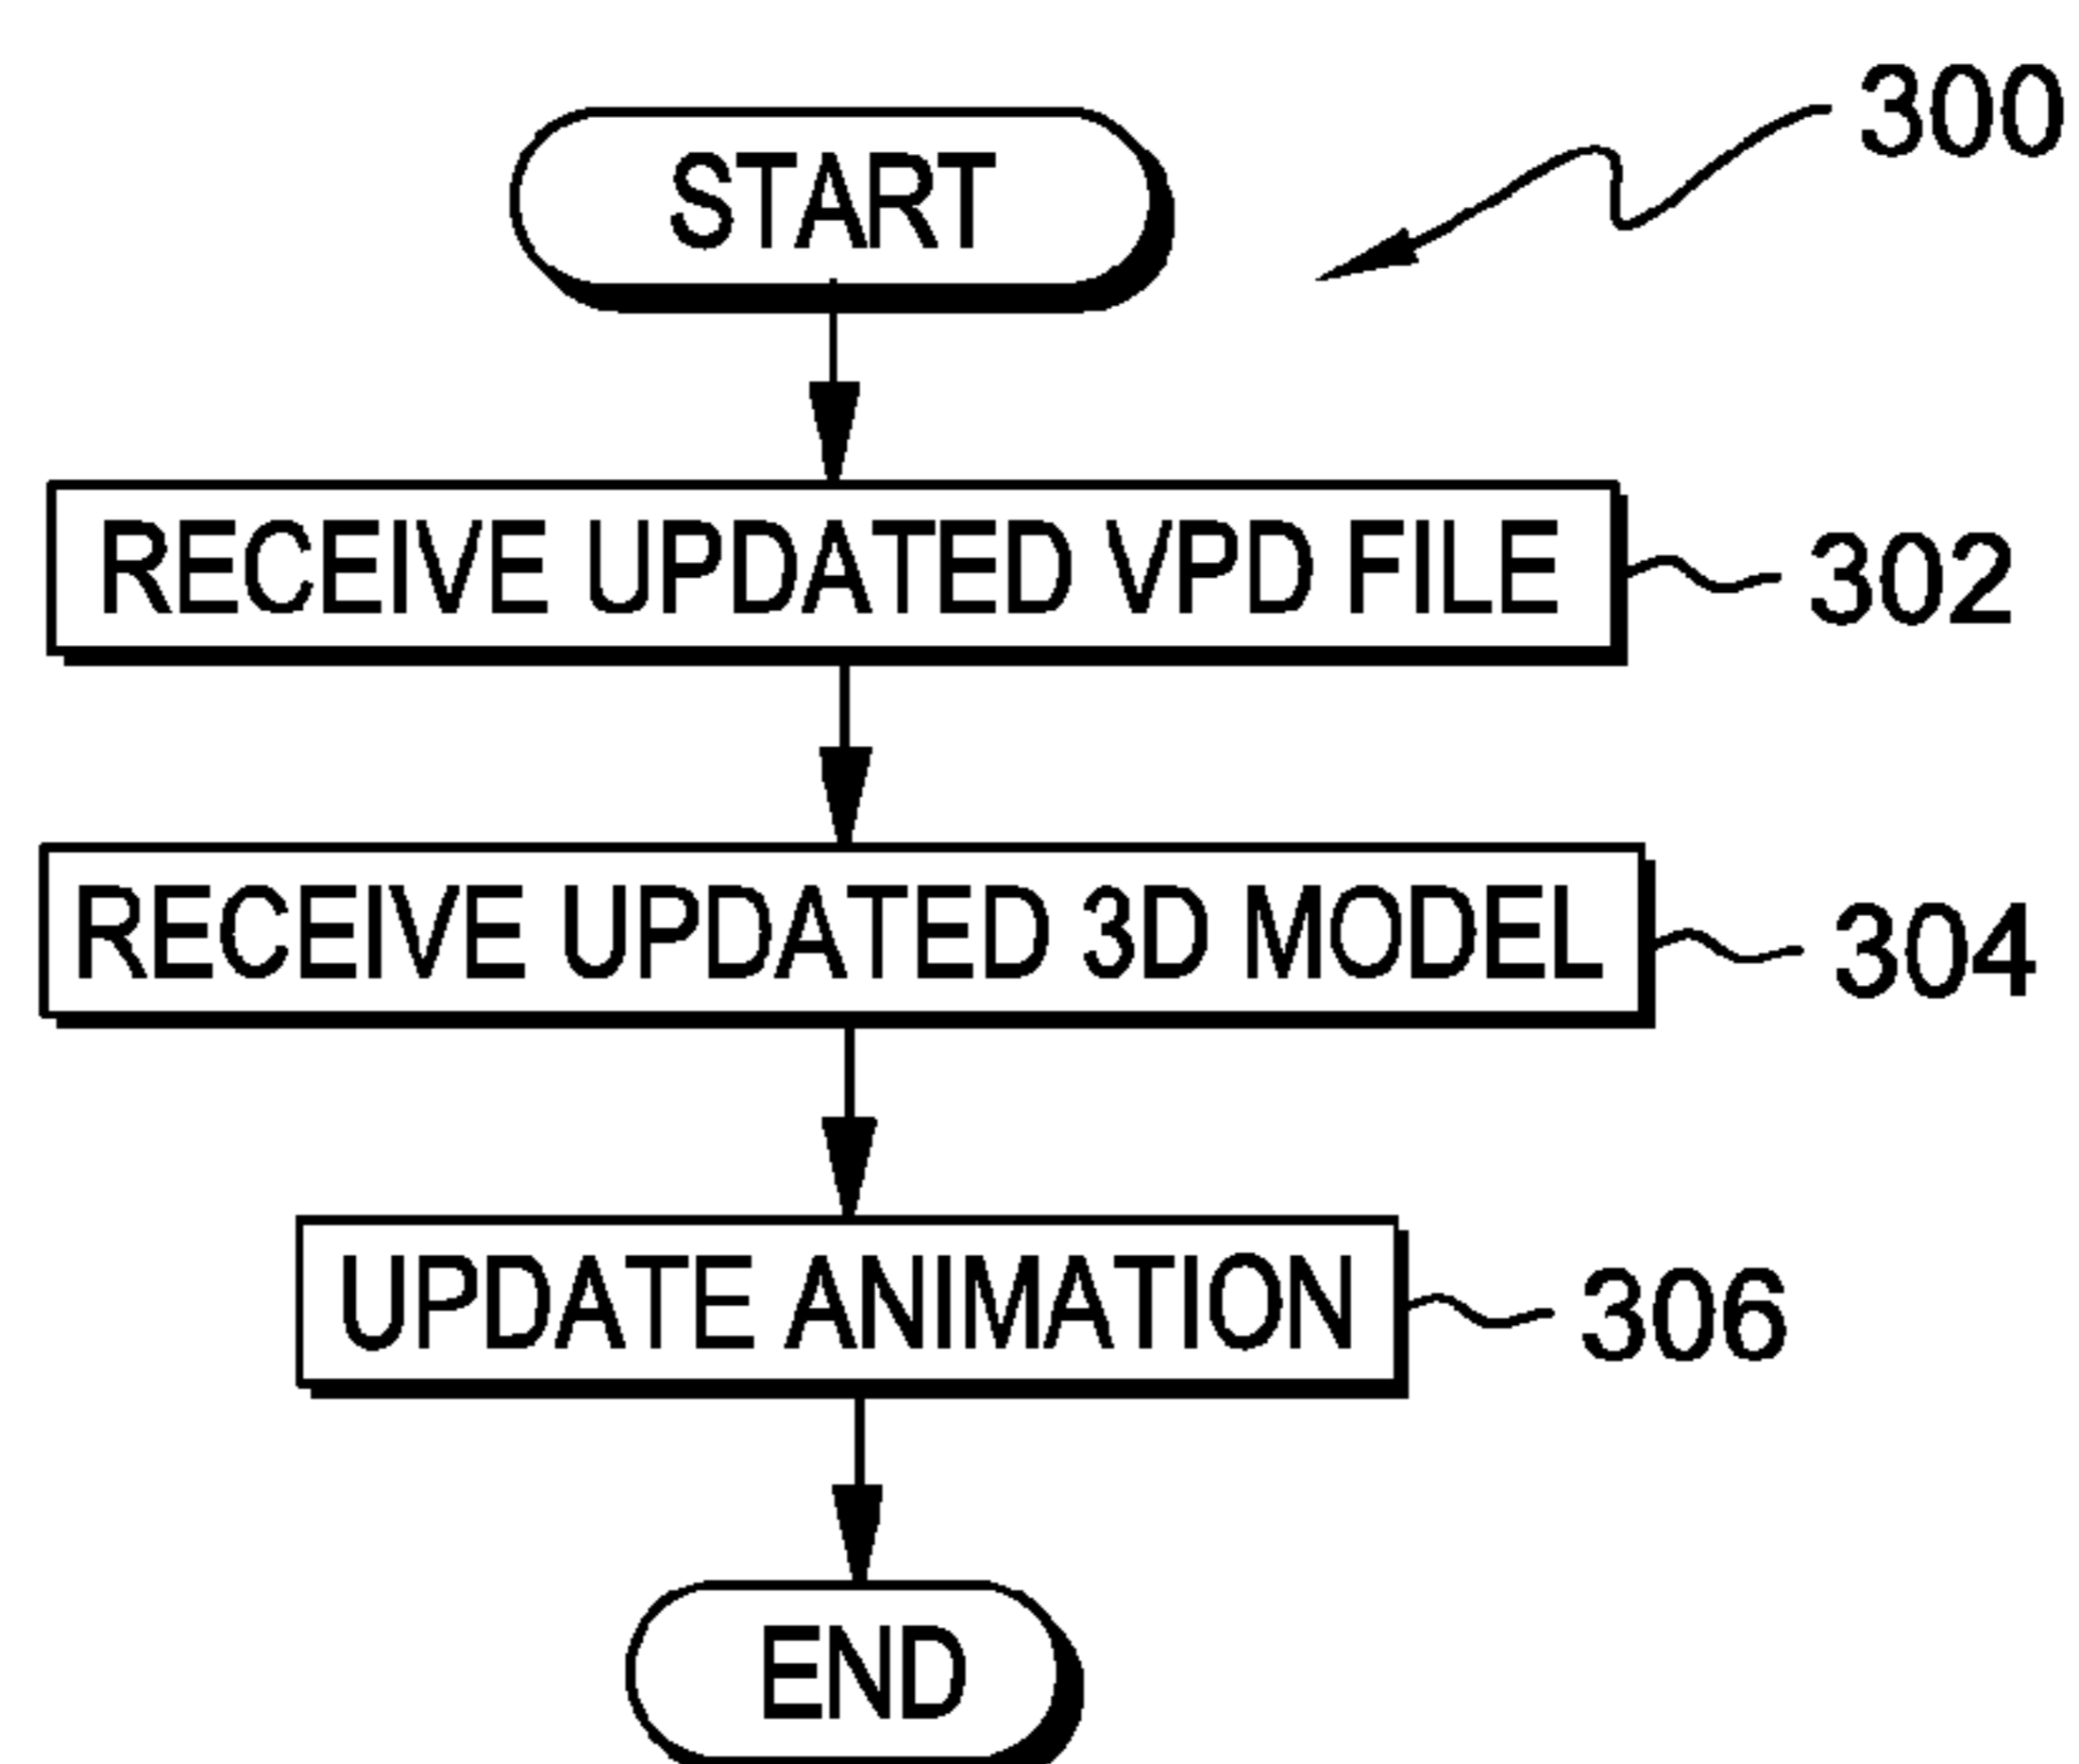 START
300
RECEIVE UPDATED VPD FILE
302
RECEIVE UPDATED 3D MODEL
304
UPDATE ANIMATION
306
END